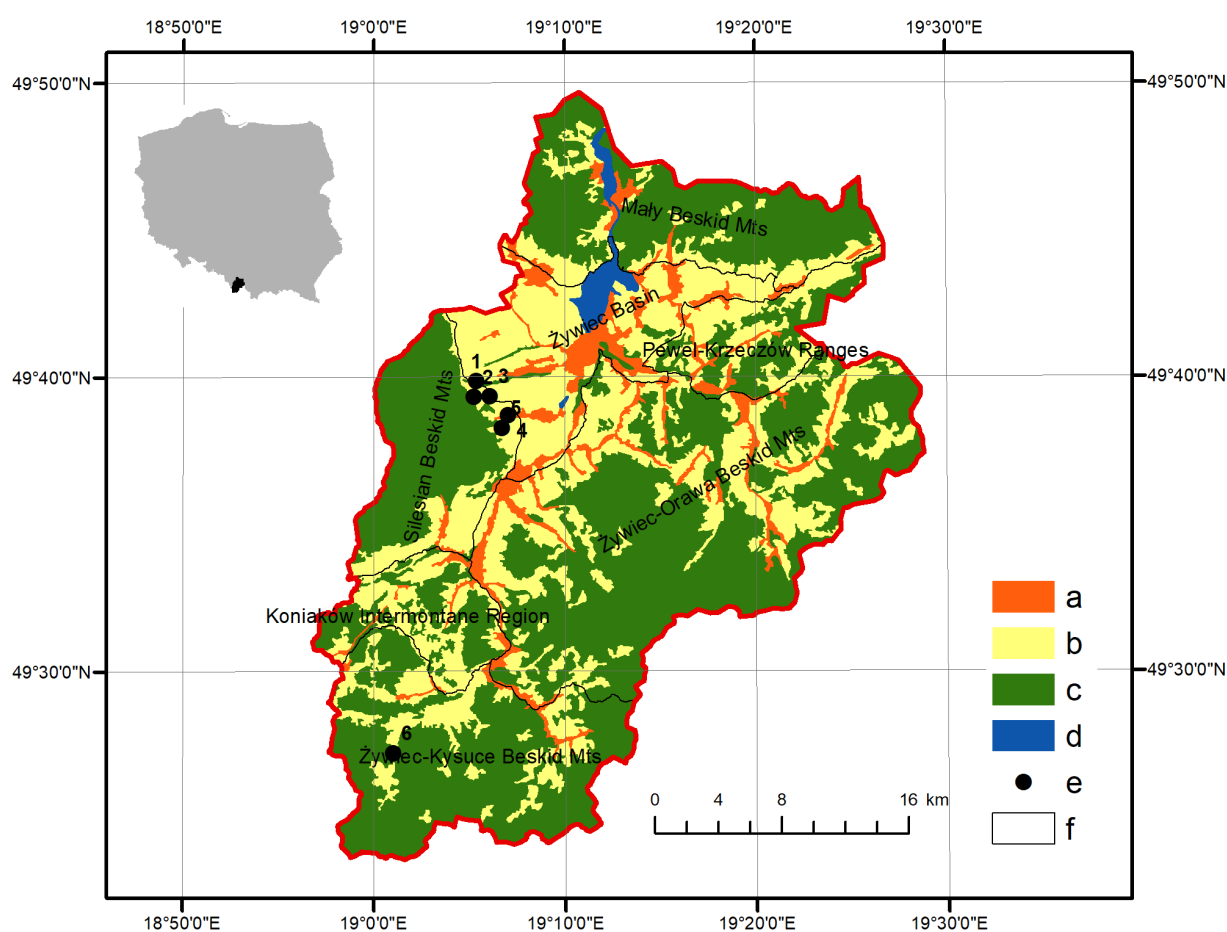 18°50'0"E 19°0'0"E 19°10'0"E 19°20'0"E 19°30'0"E
49°50'0"N 49°50'0"N
Mały Beskid Mts
Żywiec Basin
Pewel-Krzeczów Ranges
1
49°40'0"N 2 3 49°40'0"N
5
4
Silesian Beskid Mts
Żywiec-Orawa Beskid Mts
a
Koniaków Intermontane Region
b
49°30'0"N 49°30'0"N
c
6 d
Żywiec-Kysuce Beskid Mts
e
0 4 8 16 km
f
18°50'0"E 19°0'0"E 19°10'0"E 19°20'0"E 19°30'0"E